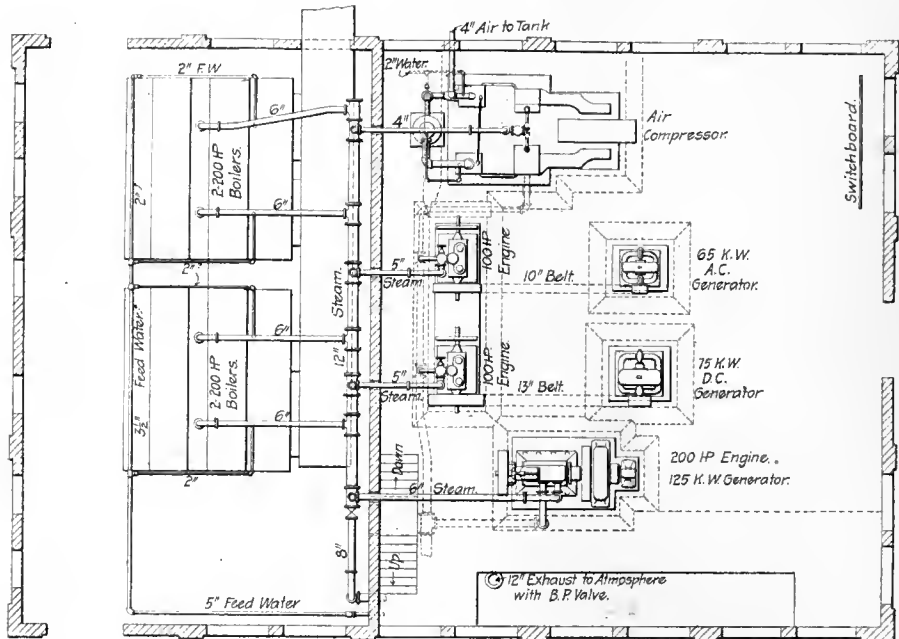 4" Air to Tank
2" Water.
2" F.W.
6"
4"
Air
Compressor.
Switchboard.
2-200 HP
Boilers.
2"
6"
2"
5"
Steam
100 HP
Engine
10" Belt.
65 K.W.
A.C.
Generator.
Steam.
12"
3½" Feed Water.
6"
2-200 HP
Boilers.
6"
5"
Steam.
100 HP
Engine
13" Belt.
75 K.W.
D.C.
Generator
2"
Down
6" Steam.
200 HP Engine.
125 K.W. Generator.
8"
Up
5" Feed Water
12" Exhaust to Atmosphere
with B.P. Valve.